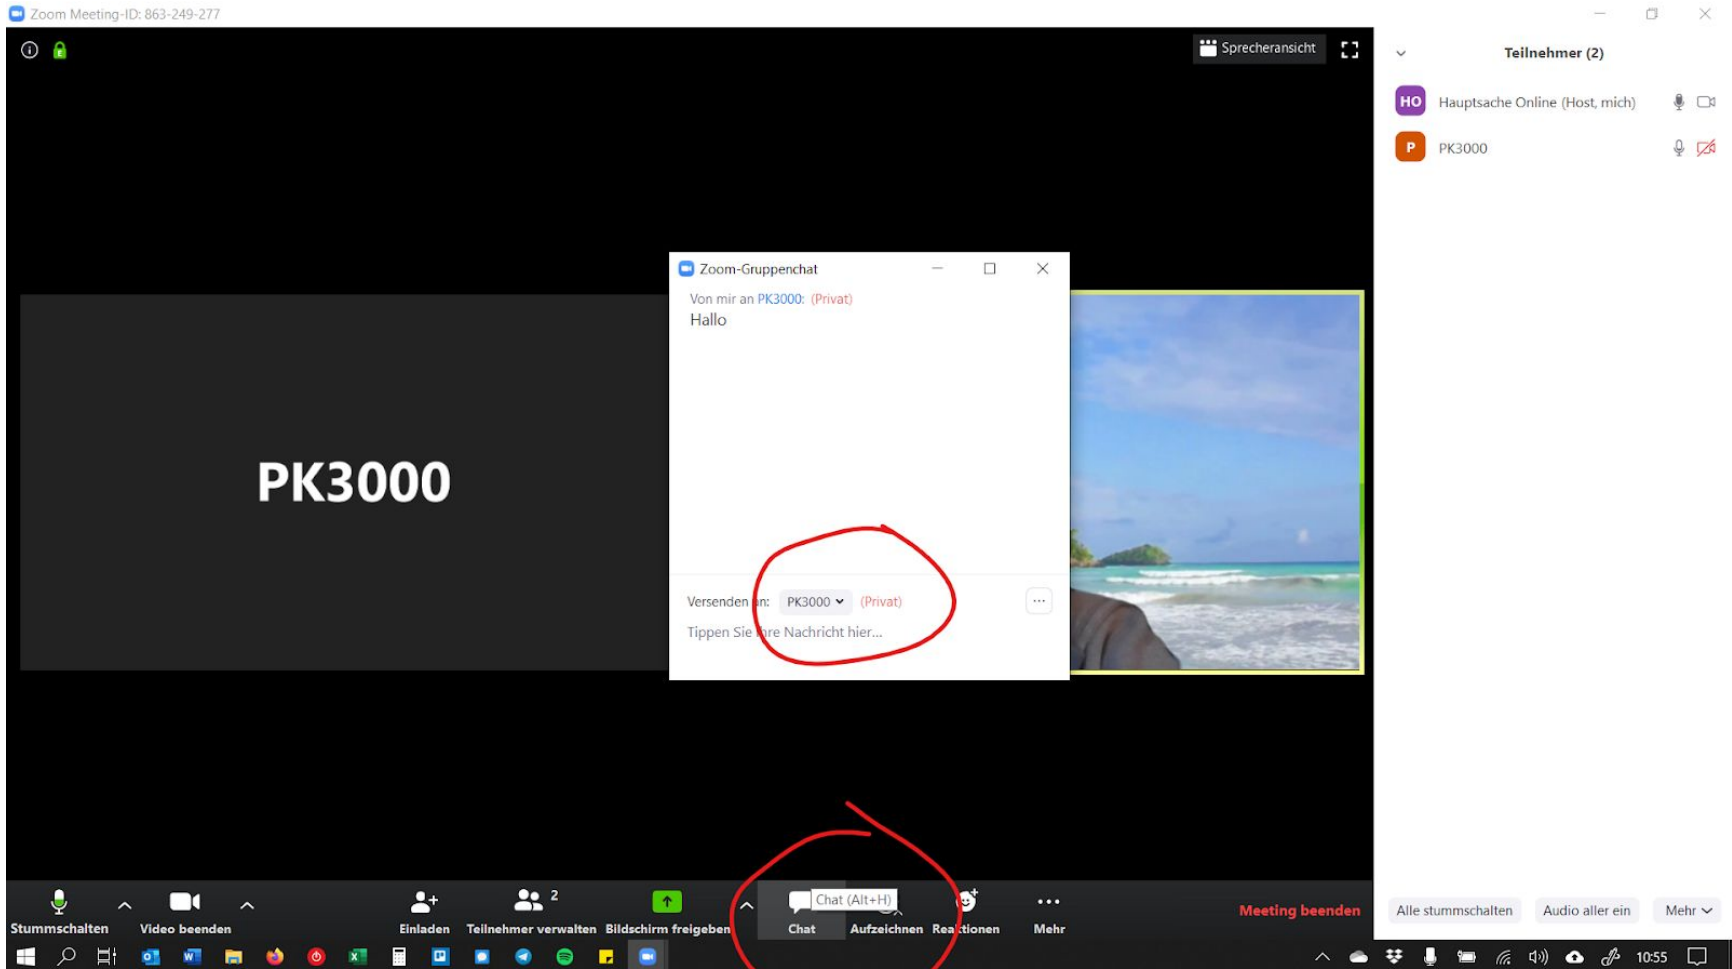 Zoom Meeting-ID: 863-249-277
Sprecheransicht
Teilnehmer (2)
HO Hauptsache Online (Host, mich)
P PK3000
PK3000
Zoom-Gruppenchat
Von mir an PK3000: (Privat)
Hallo
Versenden an: PK3000 (Privat)
Tippen Sie Ihre Nachricht hier...
2
Chat (Alt+H)
Stummschalten
Video beenden
Einladen
Teilnehmer verwalten
Bildschirm freigeben
Chat
Aufzeichnen
Reaktionen
Mehr
Meeting beenden
Alle stummschalten
Audio aller ein
Mehr
10:55